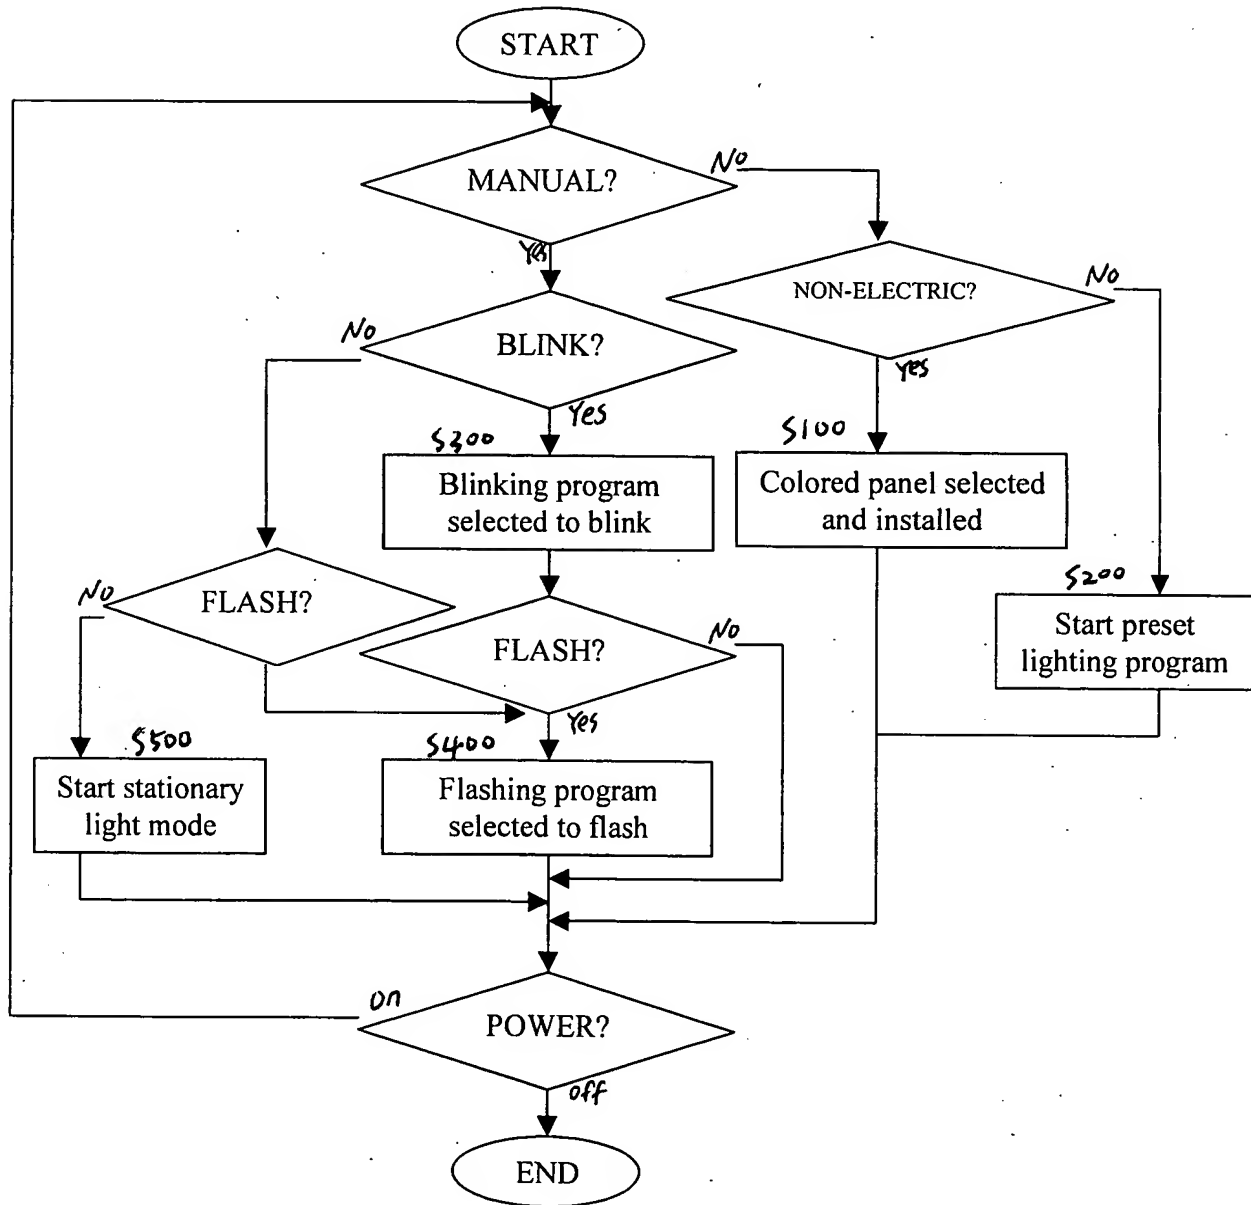 START
MANUAL?
No
Yes
NON-ELECTRIC?
No
Yes
BLINK?
No
Yes
S300
Blinking program
selected to blink
S100
Colored panel selected
and installed
S200
Start preset
lighting program
FLASH?
No
FLASH?
No
Yes
S500
Start stationary
light mode
S400
Flashing program
selected to flash
POWER?
on
off
END